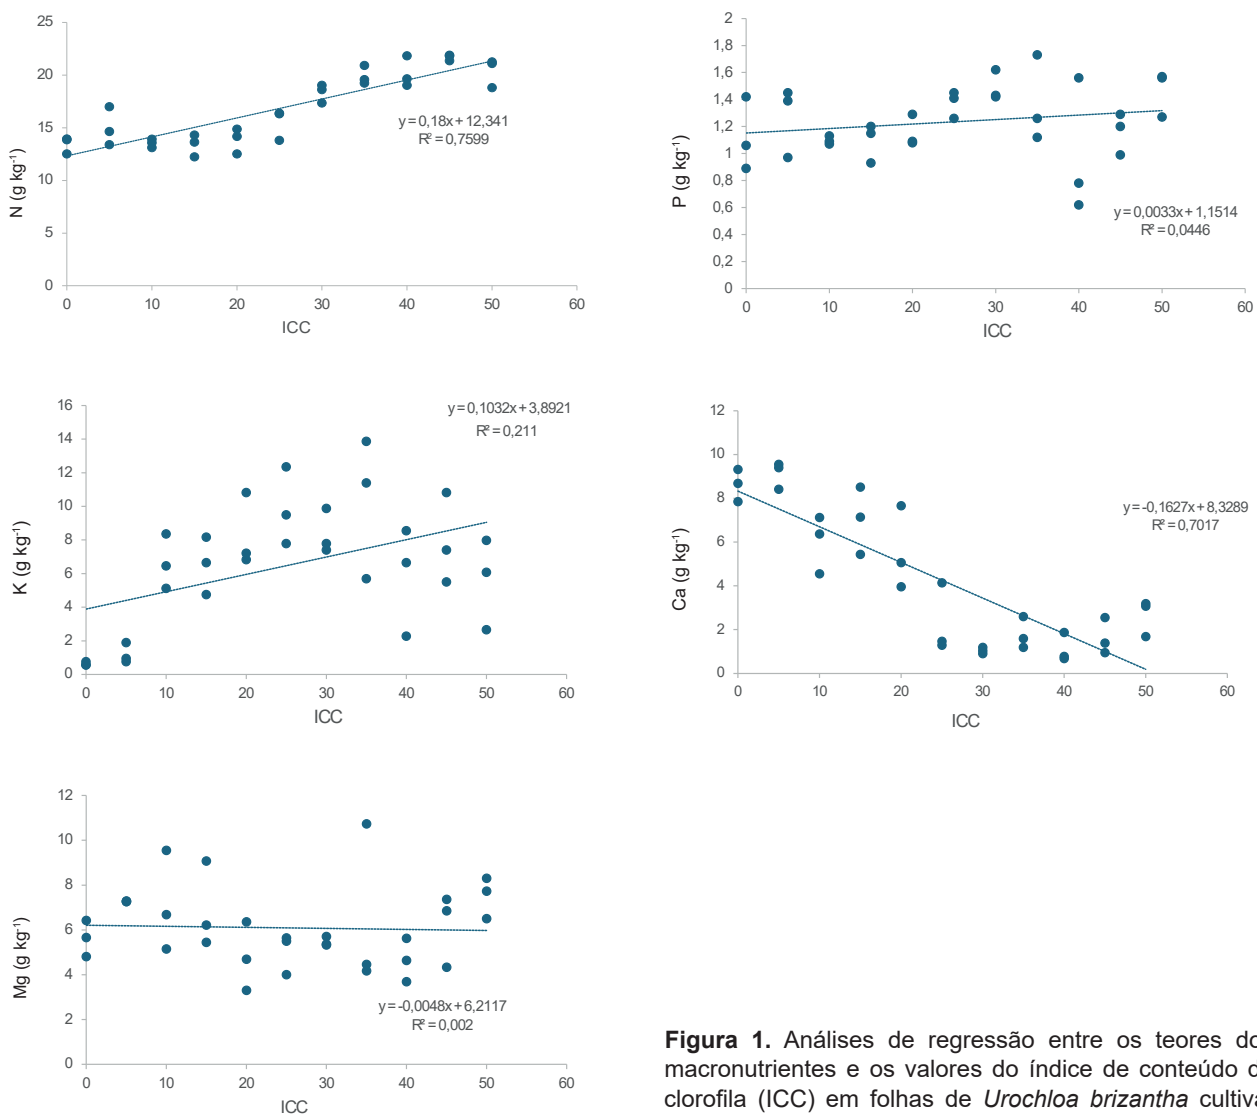 25
20
15
10
5
0
N (g kg⁻¹)
y = 0,18x + 12,341
R² = 0,7599
0 10 20 30 40 50 60
ICC
2
1,8
1,6
1,4
1,2
1
0,8
0,6
0,4
0,2
0
P (g kg⁻¹)
y = 0,0033x + 1,1514
R² = 0,0446
0 10 20 30 40 50 60
ICC
16
14
12
10
8
6
4
2
0
K (g kg⁻¹)
y = 0,1032x + 3,8921
R² = 0,211
0 10 20 30 40 50 60
ICC
12
10
8
6
4
2
0
Ca (g kg⁻¹)
y = -0,1627x + 8,3289
R² = 0,7017
0 10 20 30 40 50 60
ICC
12
10
8
6
4
2
0
Mg (g kg⁻¹)
y = -0,0048x + 6,2117
R² = 0,002
0 10 20 30 40 50 60
ICC
Figura 1. Análises de regressão entre os teores do
macronutrientes e os valores do índice de conteúdo d
clorofila (ICC) em folhas de Urochloa brizantha cultiva